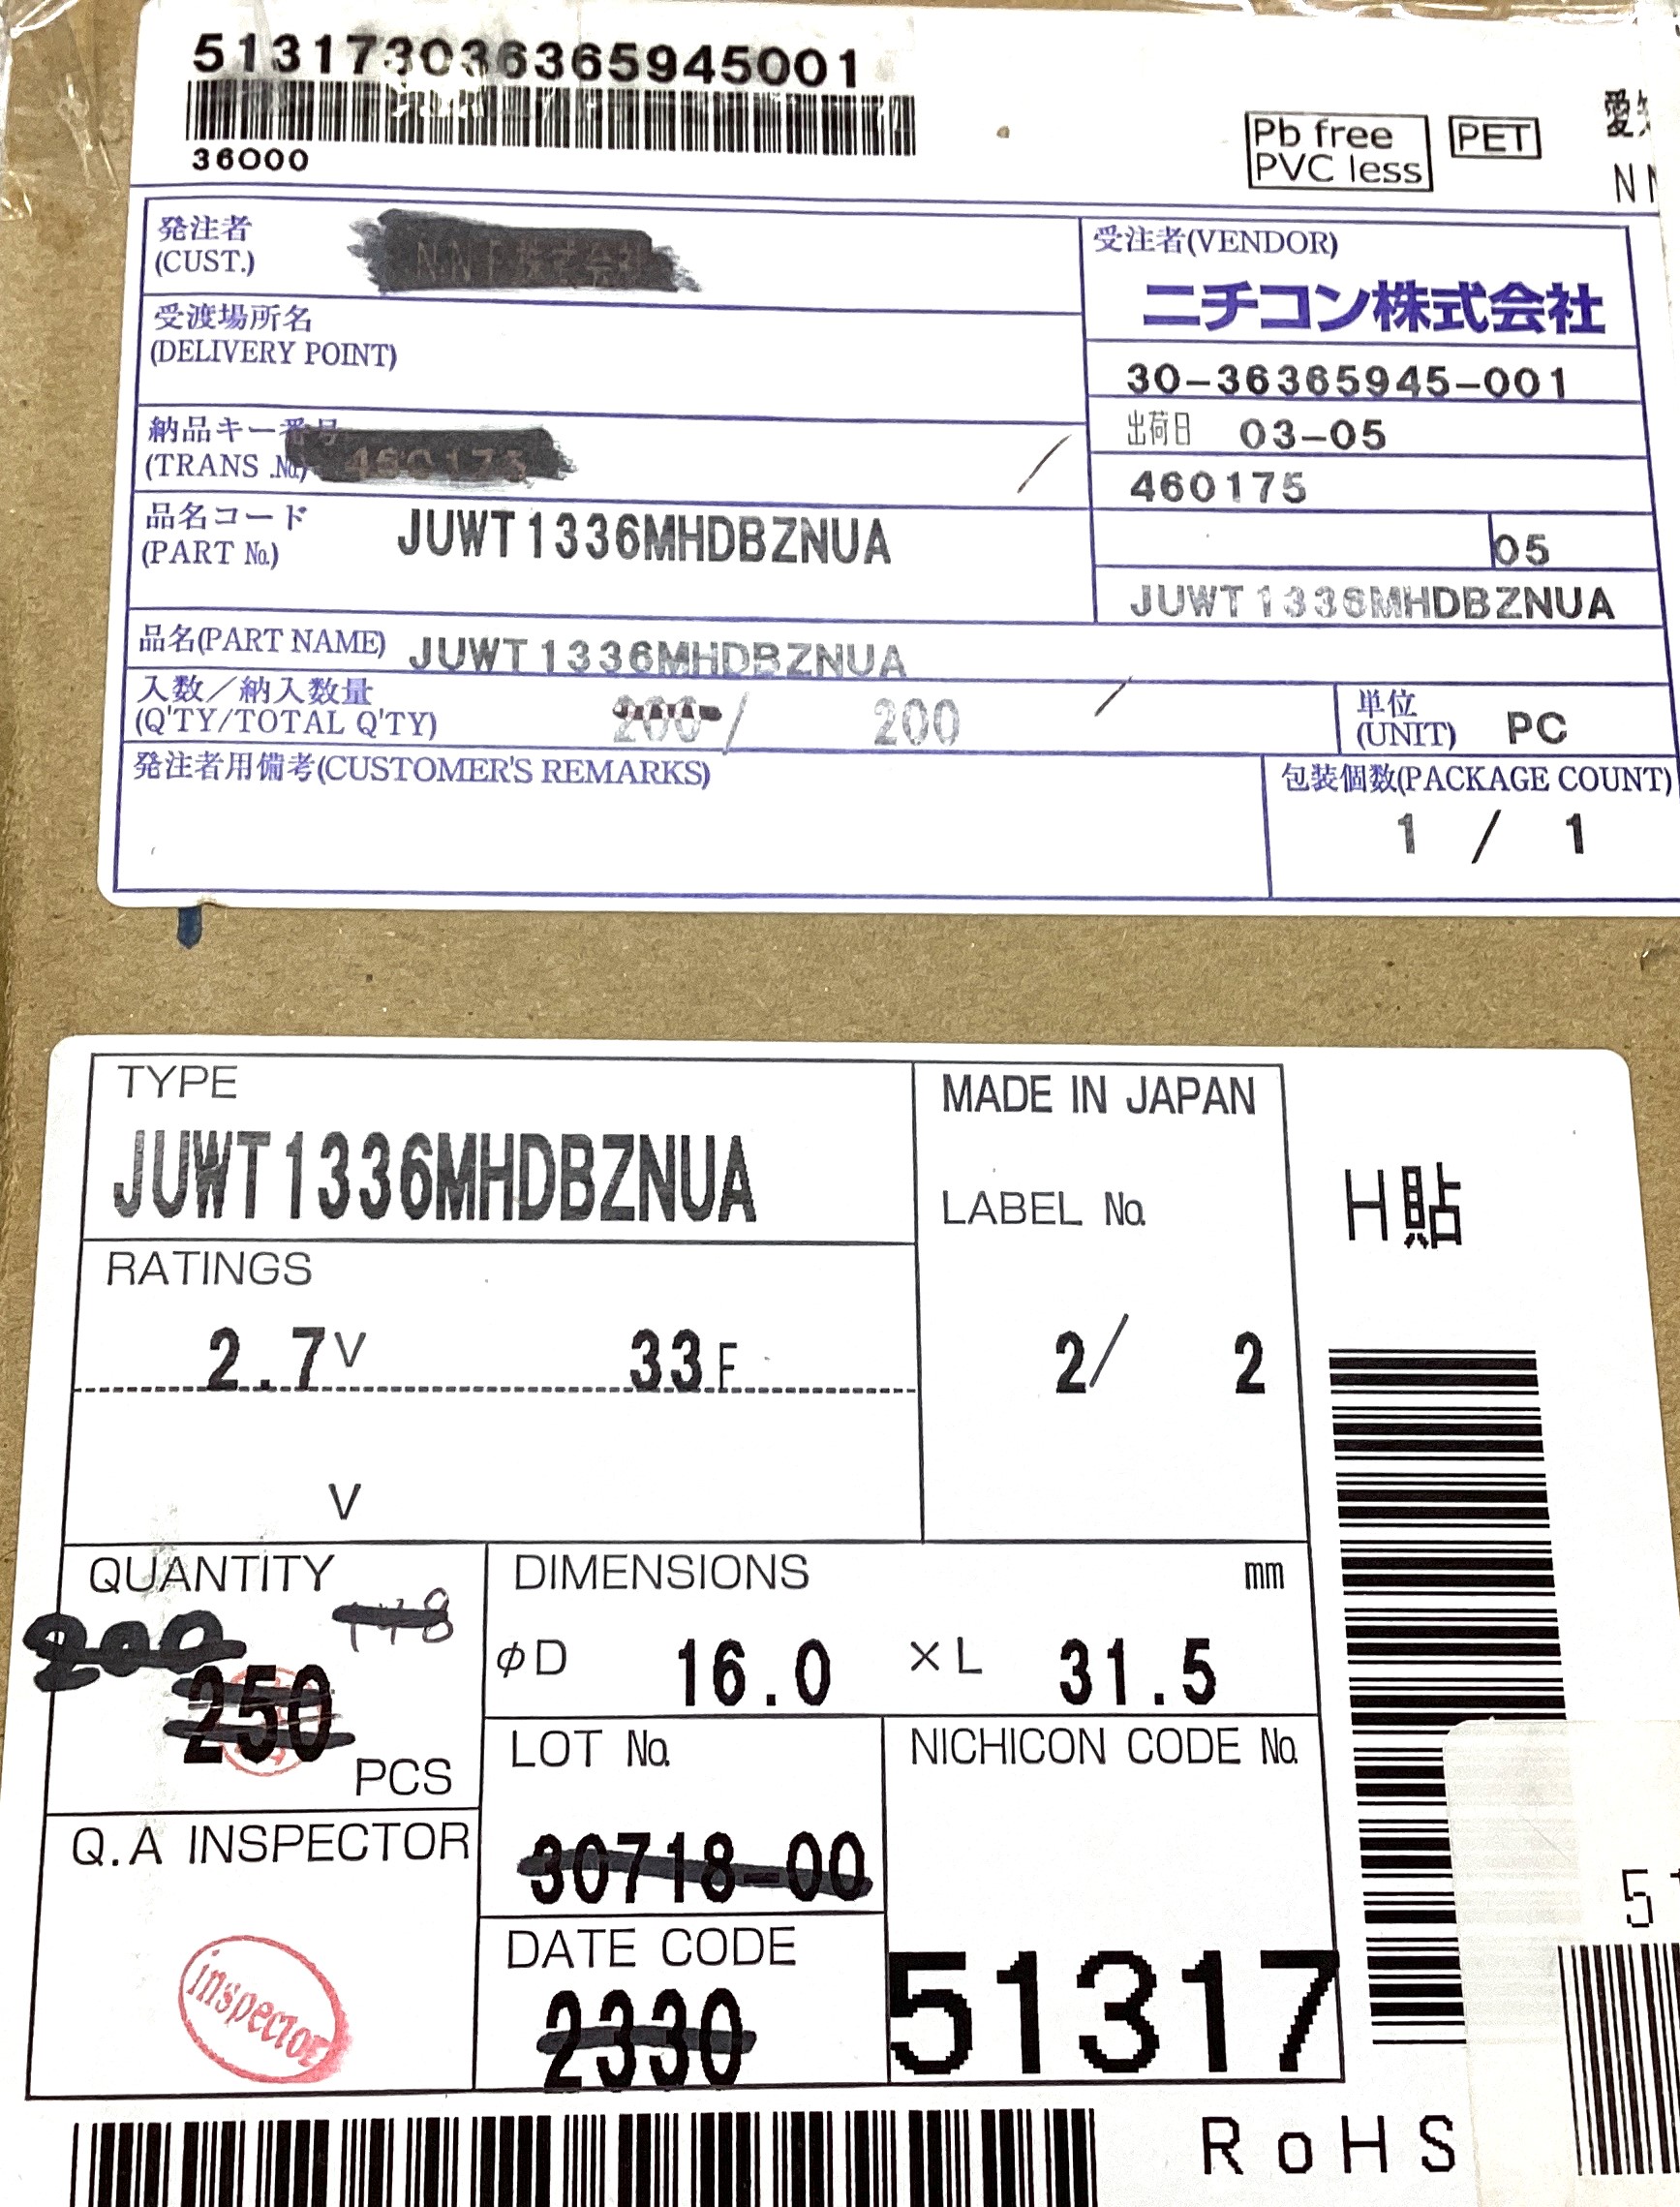 513173036365945001
36000
Pb free
PVC less
PET
愛知
NN
発注者
(CUST.)
受渡場所名
(DELIVERY POINT)
納品キー番号
(TRANS .No.)
460175
品名コード
(PART No.)
JUWT1336MHDBZNUA
受注者(VENDOR)
ニチコン株式会社
30-36365945-001
出荷日 03-05
460175
05
JUWT1336MHDBZNUA
品名(PART NAME) JUWT1336MHDBZNUA
入数/納入数量
(Q'TY/TOTAL Q'TY)
200/ 200 /
単位
(UNIT) PC
発注者用備考(CUSTOMER'S REMARKS)
包装個数(PACKAGE COUNT)
1 / 1
TYPE
JUWT1336MHDBZNUA
MADE IN JAPAN
LABEL No.
2/ 2
H貼
RATINGS
2.7V 33F
V
QUANTITY
200 148
250
PCS
DIMENSIONS mm
φD 16.0 ×L 31.5
LOT No.
30718-00
NICHICON CODE No.
51317
Q.A INSPECTOR
inspector
DATE CODE
2330
RoHS